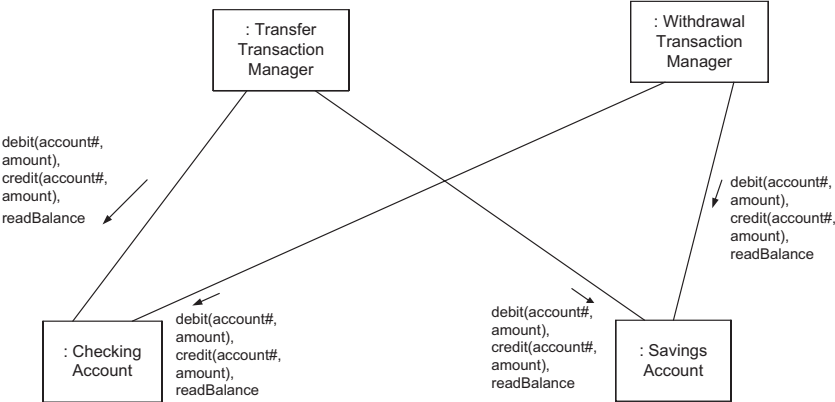 : Transfer
Transaction
Manager
: Withdrawal
Transaction
Manager
debit(account#,
amount),
credit(account#,
amount),
readBalance
debit(account#,
amount),
credit(account#,
amount),
readBalance
debit(account#,
amount),
credit(account#,
amount),
readBalance
debit(account#,
amount),
credit(account#,
amount),
readBalance
: Checking
Account
: Savings
Account